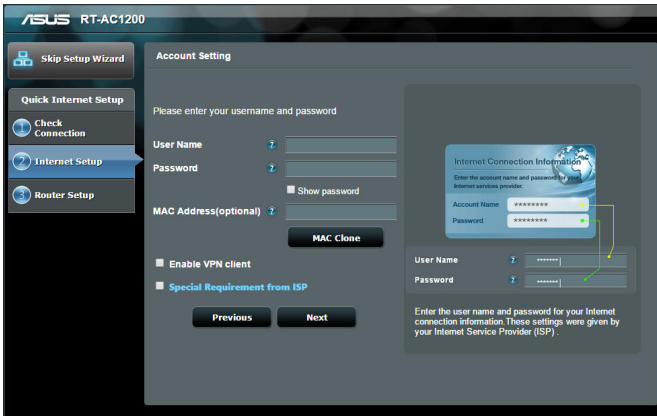 ASUS RT-AC1200
Skip Setup Wizard
Quick Internet Setup
1 Check Connection
2 Internet Setup
3 Router Setup
Account Setting
Please enter your username and password
User Name ?
Password ?
Show password
MAC Address(optional) ?
MAC Clone
Enable VPN client
Special Requirement from ISP
Previous Next
Internet Connection Information
Enter the account name and password for your
Internet services provider.
Account Name ********
Password ********
User Name ? ·······|
Password ? ·······|
Enter the user name and password for your Internet
connection information.These settings were given by
your Internet Service Provider (ISP) .